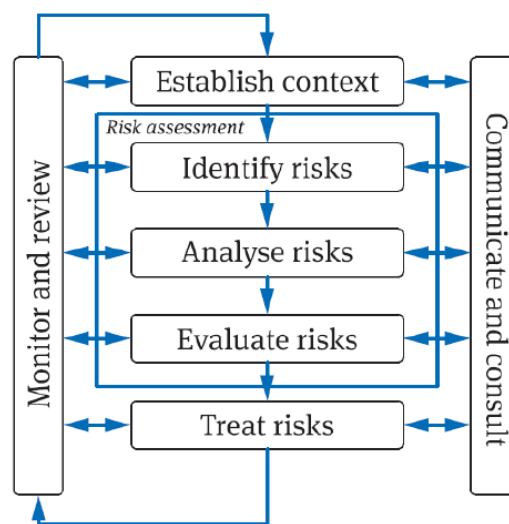 Establish context
Risk assessment
Identify risks
Analyse risks
Evaluate risks
Treat risks
Monitor and review
Communicate and consult